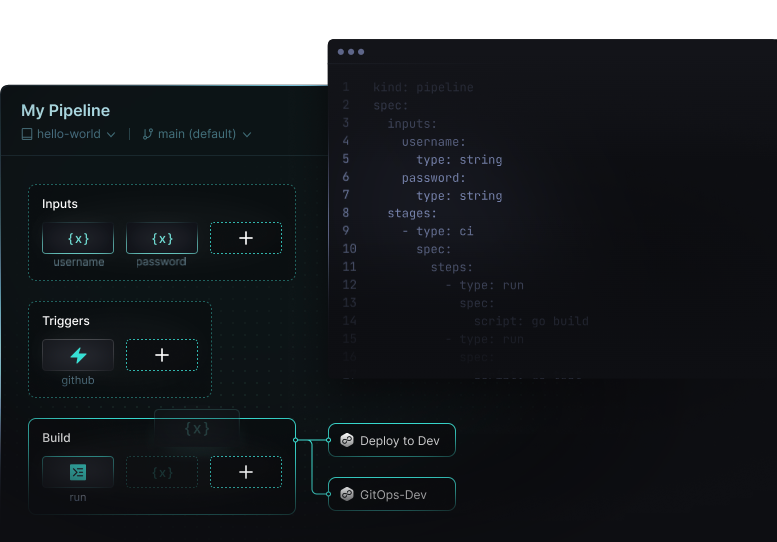 My Pipeline
hello-world
main (default)
Inputs
{x}
{x}
+
username
password
Triggers
+
github
{x}
Build
{x}
+
run
Deploy to Dev
GitOps-Dev
1 kind: pipeline
2 spec:
3 inputs:
4 username:
5 type: string
6 password:
7 type: string
8 stages:
9 - type: ci
10 spec:
11 steps:
12 - type: run
13 spec:
14 script: go build
15 - type: run
16 spec: